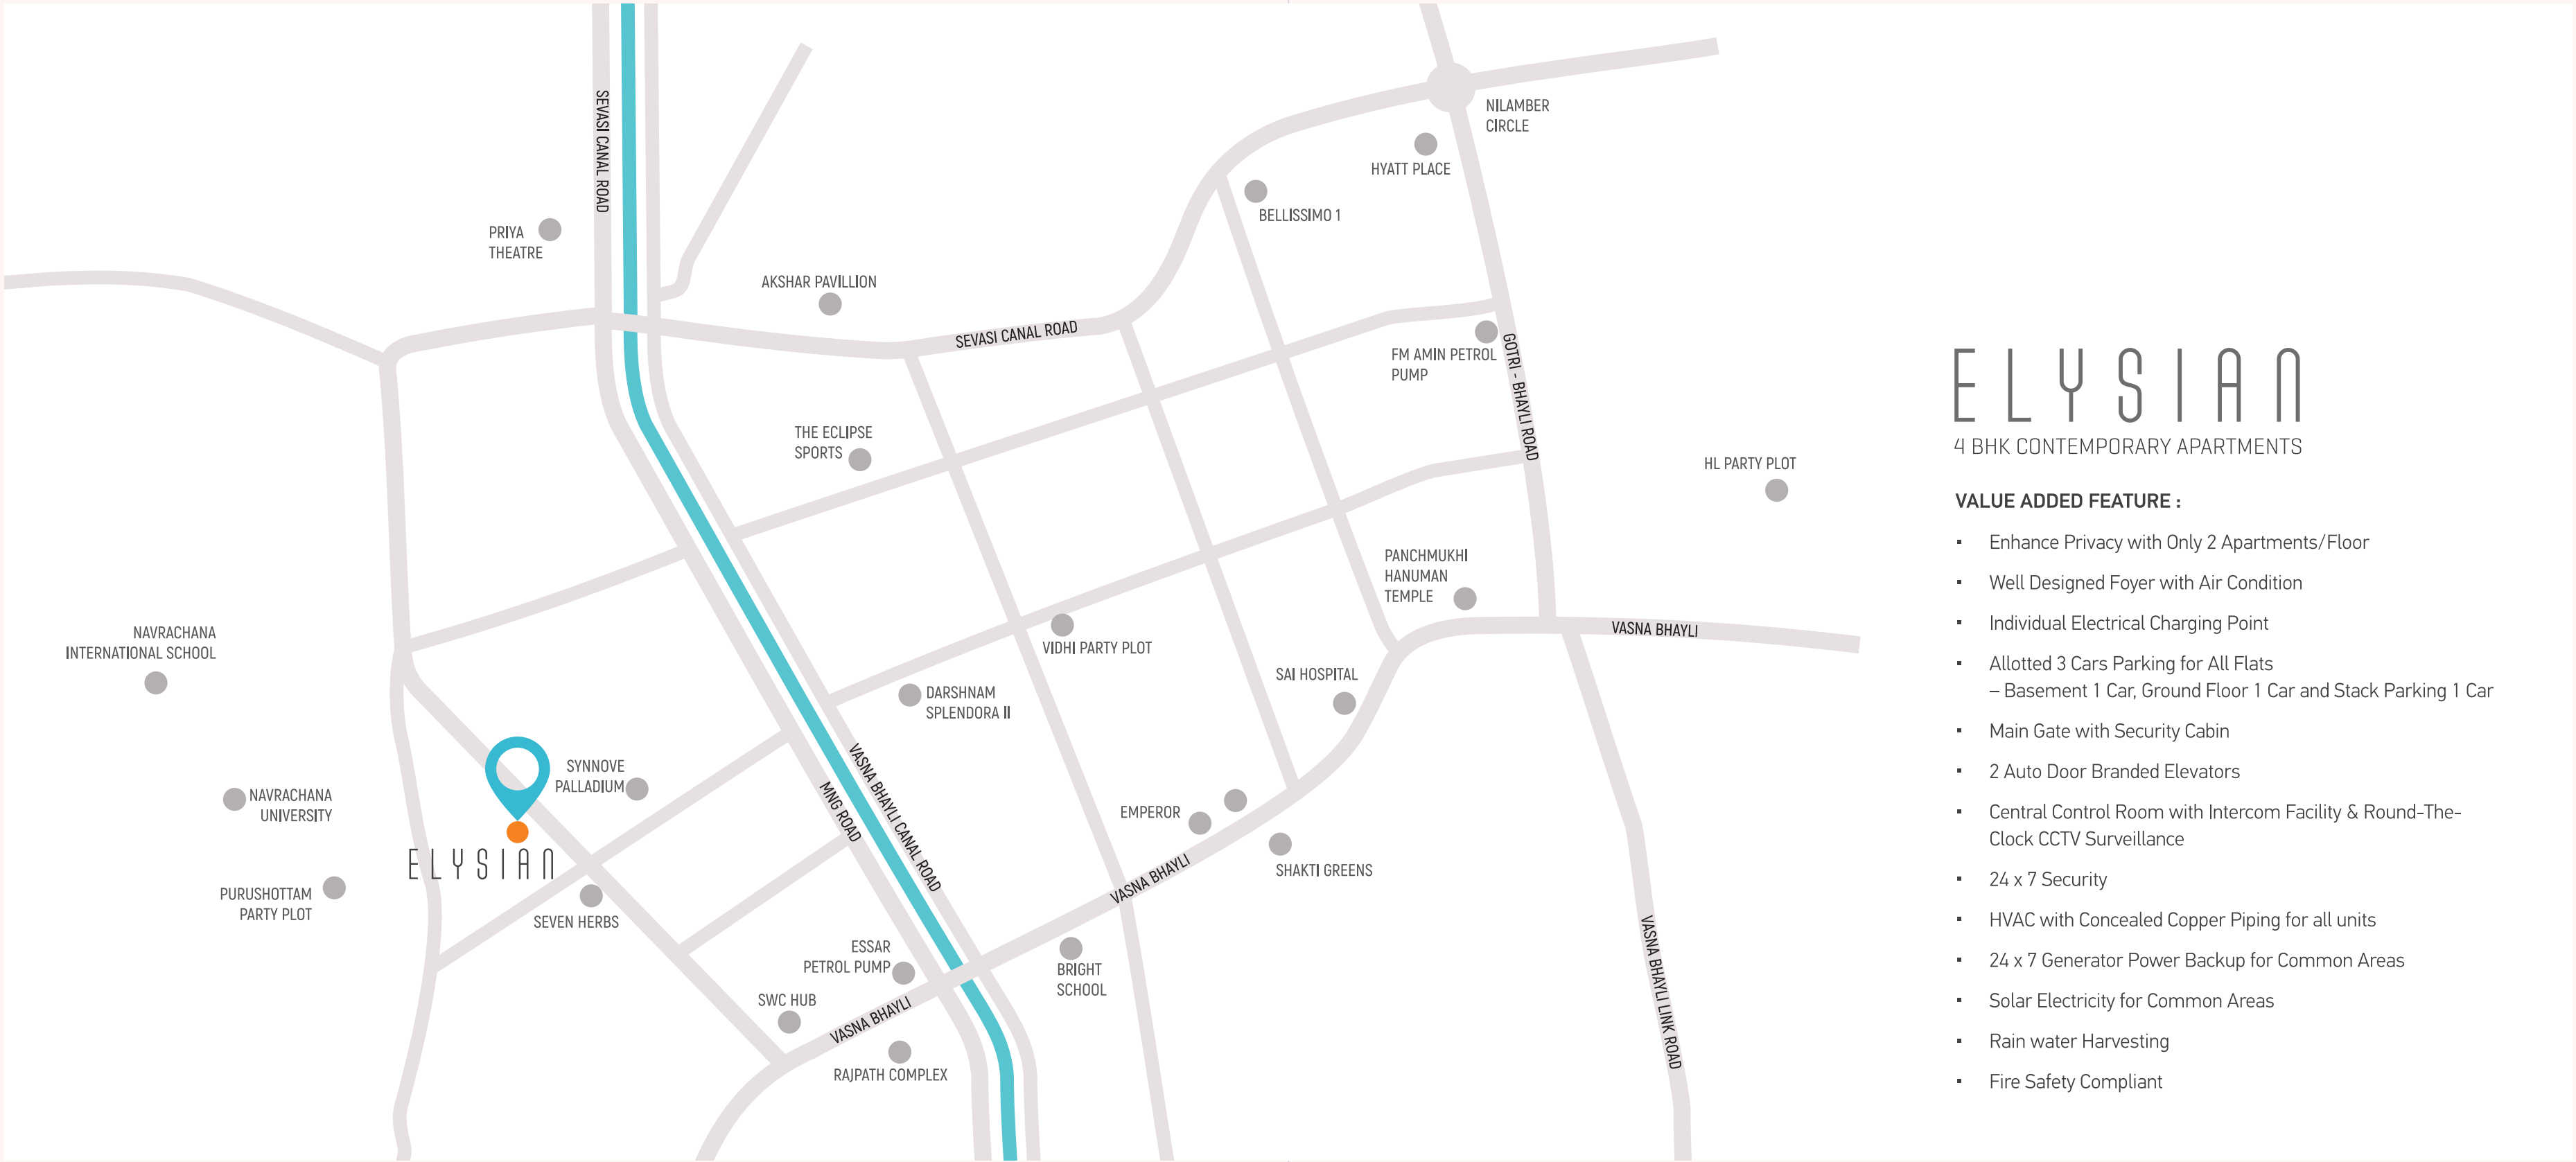 SEVASI CANAL ROAD
NILAMBER
CIRCLE
HYATT PLACE
BELLISSIMO 1
PRIYA
THEATRE
AKSHAR PAVILLION
SEVASI CANAL ROAD
FM AMIN PETROL
PUMP
GOTRI - BHAYLI ROAD
THE ECLIPSE
SPORTS
HL PARTY PLOT
PANCHMUKHI
HANUMAN
TEMPLE
VASNA BHAYLI
NAVRACHANA
INTERNATIONAL SCHOOL
VIDHI PARTY PLOT
SAI HOSPITAL
DARSHNAM
SPLENDORA II
SYNNOVE
PALLADIUM
VASNA BHAYLI CANAL ROAD
MNG ROAD
NAVRACHANA
UNIVERSITY
EMPEROR
ELYSIAN
SHAKTI GREENS
VASNA BHAYLI
PURUSHOTTAM
PARTY PLOT
SEVEN HERBS
ESSAR
PETROL PUMP
BRIGHT
SCHOOL
SWC HUB
VASNA BHAYLI
RAJPATH COMPLEX
VASNA BHAYLI LINK ROAD
ELYSIAN
4 BHK CONTEMPORARY APARTMENTS
VALUE ADDED FEATURE :
• Enhance Privacy with Only 2 Apartments/Floor
• Well Designed Foyer with Air Condition
• Individual Electrical Charging Point
• Allotted 3 Cars Parking for All Flats
– Basement 1 Car, Ground Floor 1 Car and Stack Parking 1 Car
• Main Gate with Security Cabin
• 2 Auto Door Branded Elevators
• Central Control Room with Intercom Facility & Round-The-
Clock CCTV Surveillance
• 24 x 7 Security
• HVAC with Concealed Copper Piping for all units
• 24 x 7 Generator Power Backup for Common Areas
• Solar Electricity for Common Areas
• Rain water Harvesting
• Fire Safety Compliant